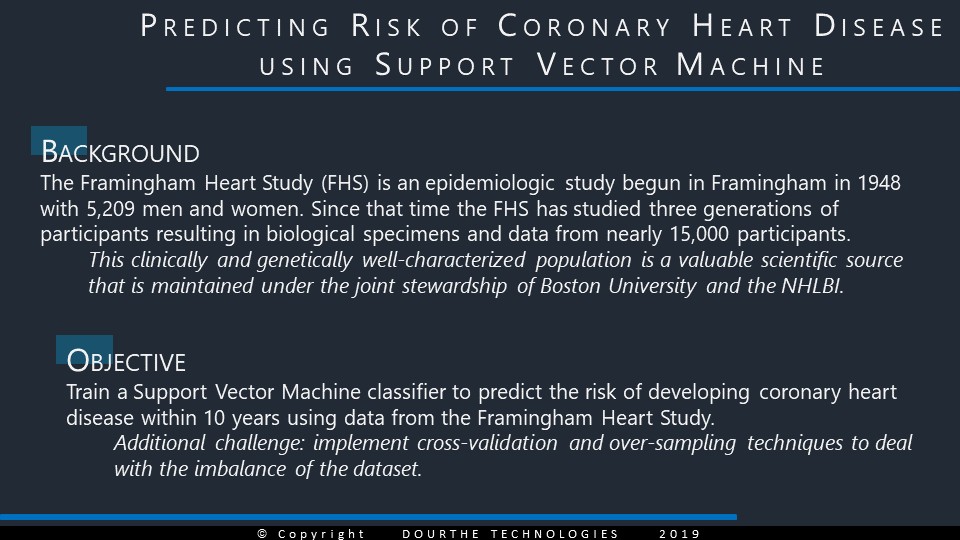 PREDICTING RISK OF CORONARY HEART DISEASE
USING SUPPORT VECTOR MACHINE
BACKGROUND
The Framingham Heart Study (FHS) is an epidemiologic study begun in Framingham in 1948
with 5,209 men and women. Since that time the FHS has studied three generations of
participants resulting in biological specimens and data from nearly 15,000 participants.
This clinically and genetically well-characterized population is a valuable scientific source
that is maintained under the joint stewardship of Boston University and the NHLBI.
OBJECTIVE
Train a Support Vector Machine classifier to predict the risk of developing coronary heart
disease within 10 years using data from the Framingham Heart Study.
Additional challenge: implement cross-validation and over-sampling techniques to deal
with the imbalance of the dataset.
© Copyright DOURTHE TECHNOLOGIES 2019